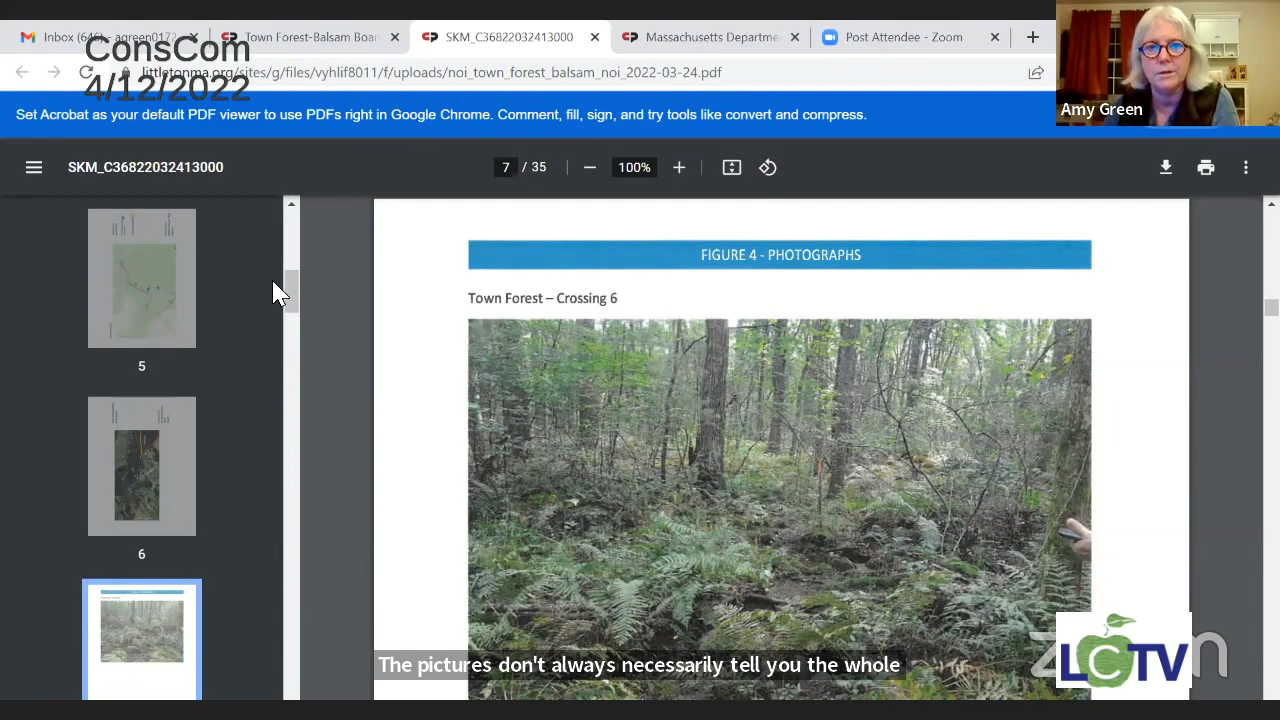 Inbox (646) - agreen0172
Town Forest-Balsam Boar
SKM_C36822032413000
Massachusetts Departme
Post Attendee - Zoom
ConsCom
4/12/2022
littletonma.org/sites/g/files/vyhlif8011/f/uploads/noi_town_forest_balsam_noi_2022-03-24.pdf
Amy Green
Set Acrobat as your default PDF viewer to use PDFs right in Google Chrome. Comment, fill, sign, and try tools like convert and compress.
SKM_C36822032413000
7 / 35
100%
FIGURE 4 - PHOTOGRAPHS
Town Forest – Crossing 6
5
6
The pictures don't always necessarily tell you the whole
zoom
LCTV